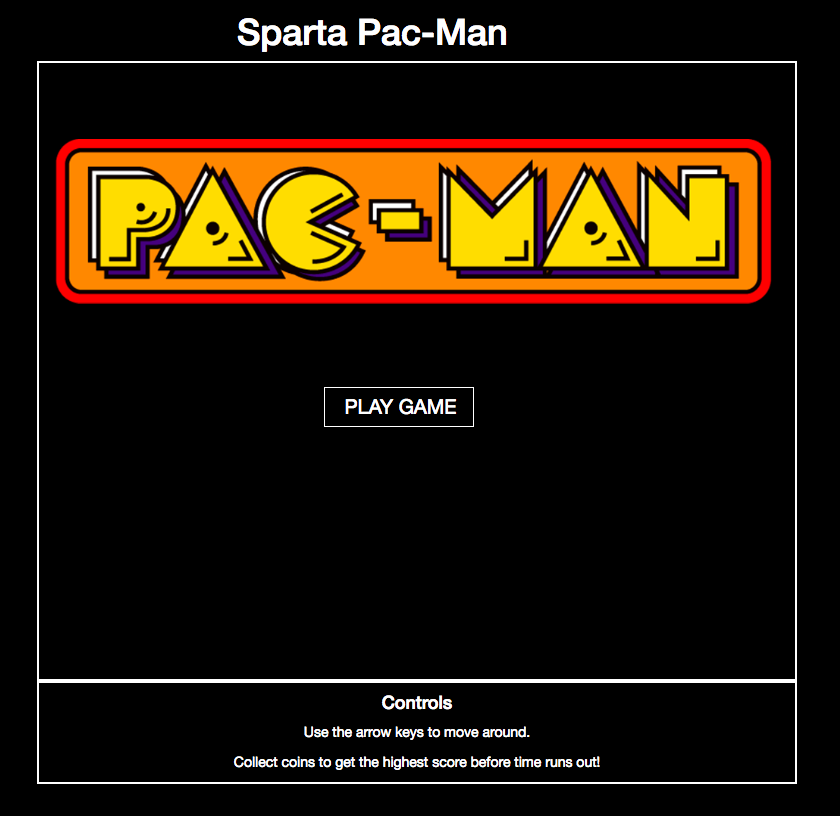 Sparta Pac-Man
PAC-MAN
PLAY GAME
Controls
Use the arrow keys to move around.
Collect coins to get the highest score before time runs out!